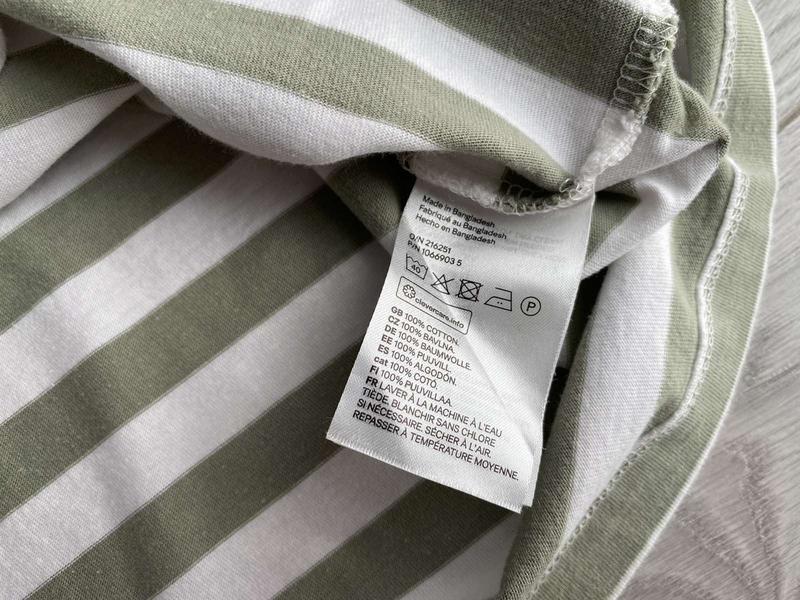 Made in Bangladesh
Fabriqué au Bangladesh
Hecho en Bangladesh
O/N 216251
P/N 1066903 5
40 P
clevercare.info
GB 100% COTTON.
CZ 100% BAVLNA.
DE 100% BAUMWOLLE.
EE 100% PUUVILL.
ES 100% ALGODÓN.
cat 100% COTÓ.
FI 100% PUUVILLAA.
FR LAVER À LA MACHINE À L'EAU
TIÈDE. BLANCHIR SANS CHLORE
SI NÉCESSAIRE. SÉCHER À L'AIR.
REPASSER À TEMPÉRATURE MOYENNE.